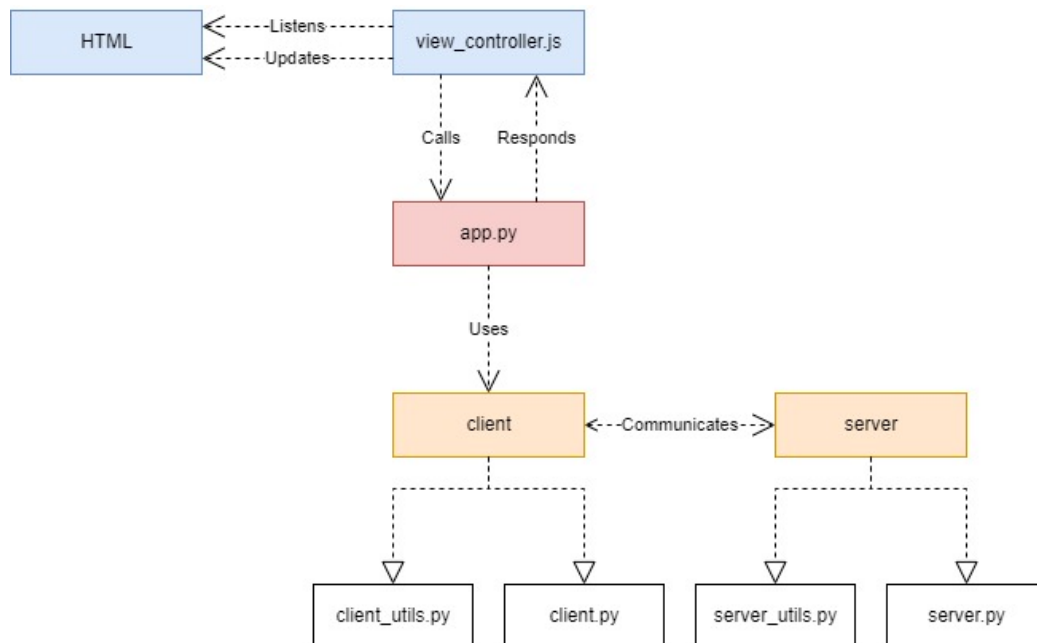 HTML
Listens
Updates
view_controller.js
Calls
Responds
app.py
Uses
client
Communicates
server
client_utils.py
client.py
server_utils.py
server.py